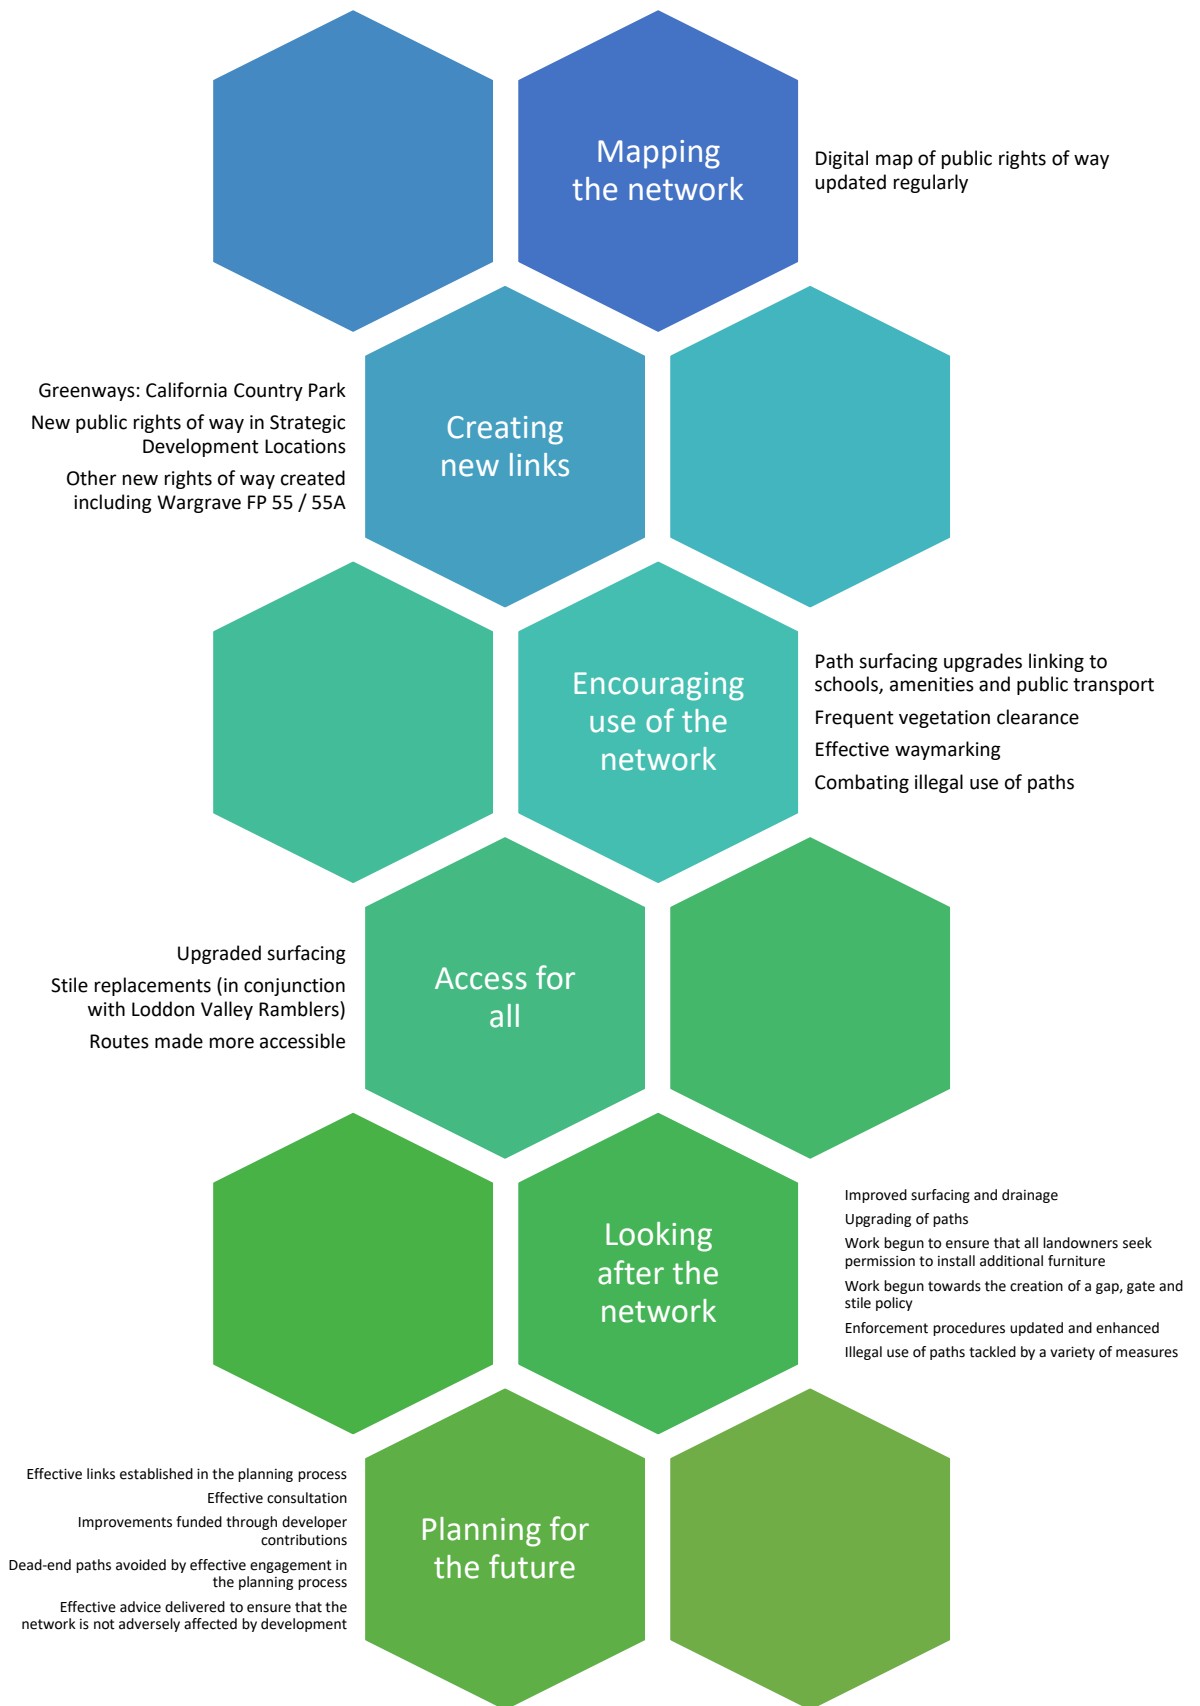 Mapping
the network
Digital map of public rights of way
updated regularly
Greenways: California Country Park
New public rights of way in Strategic
Development Locations
Other new rights of way created
including Wargrave FP 55 / 55A
Creating
new links
Encouraging
use of the
network
Path surfacing upgrades linking to
schools, amenities and public transport
Frequent vegetation clearance
Effective waymarking
Combating illegal use of paths
Upgraded surfacing
Stile replacements (in conjunction
with Loddon Valley Ramblers)
Routes made more accessible
Access for
all
Looking
after the
network
Improved surfacing and drainage
Upgrading of paths
Work begun to ensure that all landowners seek
permission to install additional furniture
Work begun towards the creation of a gap, gate and
stile policy
Enforcement procedures updated and enhanced
Illegal use of paths tackled by a variety of measures
Effective links established in the planning process
Effective consultation
Improvements funded through developer
contributions
Dead-end paths avoided by effective engagement in
the planning process
Effective advice delivered to ensure that the
network is not adversely affected by development
Planning for
the future